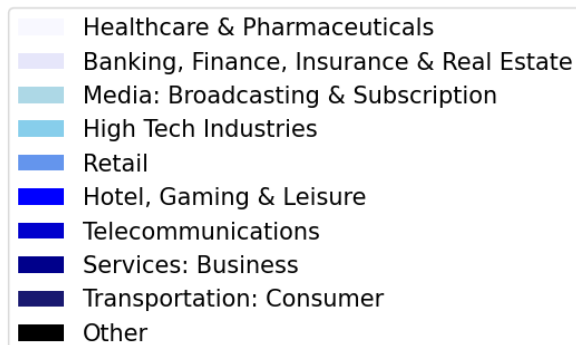 Healthcare & Pharmaceuticals
Banking, Finance, Insurance & Real Estate
Media: Broadcasting & Subscription
High Tech Industries
Retail
Hotel, Gaming & Leisure
Telecommunications
Services: Business
Transportation: Consumer
Other